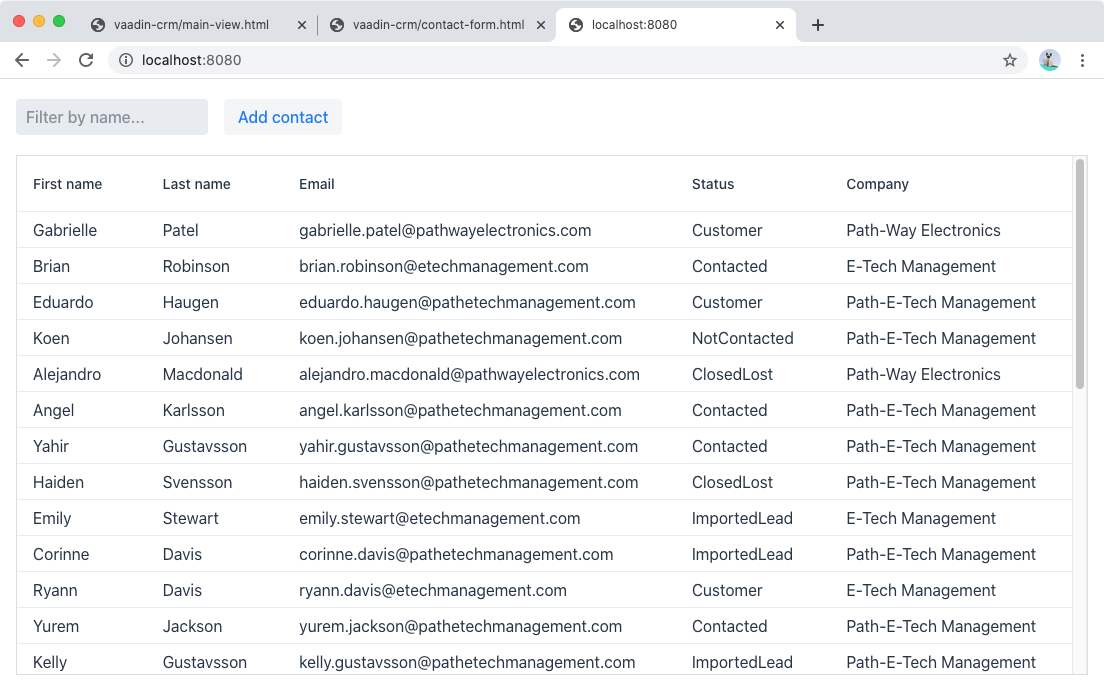 vaadin-crm/main-view.html vaadin-crm/contact-form.html localhost:8080
localhost:8080
Filter by name... Add contact
First name Last name Email Status Company
Gabrielle Patel gabrielle.patel@pathwayelectronics.com Customer Path-Way Electronics
Brian Robinson brian.robinson@etechmanagement.com Contacted E-Tech Management
Eduardo Haugen eduardo.haugen@pathetechmanagement.com Customer Path-E-Tech Management
Koen Johansen koen.johansen@pathetechmanagement.com NotContacted Path-E-Tech Management
Alejandro Macdonald alejandro.macdonald@pathwayelectronics.com ClosedLost Path-Way Electronics
Angel Karlsson angel.karlsson@pathetechmanagement.com Contacted Path-E-Tech Management
Yahir Gustavsson yahir.gustavsson@pathetechmanagement.com Contacted Path-E-Tech Management
Haiden Svensson haiden.svensson@pathetechmanagement.com ClosedLost Path-E-Tech Management
Emily Stewart emily.stewart@etechmanagement.com ImportedLead E-Tech Management
Corinne Davis corinne.davis@pathetechmanagement.com ImportedLead Path-E-Tech Management
Ryann Davis ryann.davis@etechmanagement.com Customer E-Tech Management
Yurem Jackson yurem.jackson@pathetechmanagement.com Contacted Path-E-Tech Management
Kelly Gustavsson kelly.gustavsson@pathetechmanagement.com ImportedLead Path-E-Tech Management